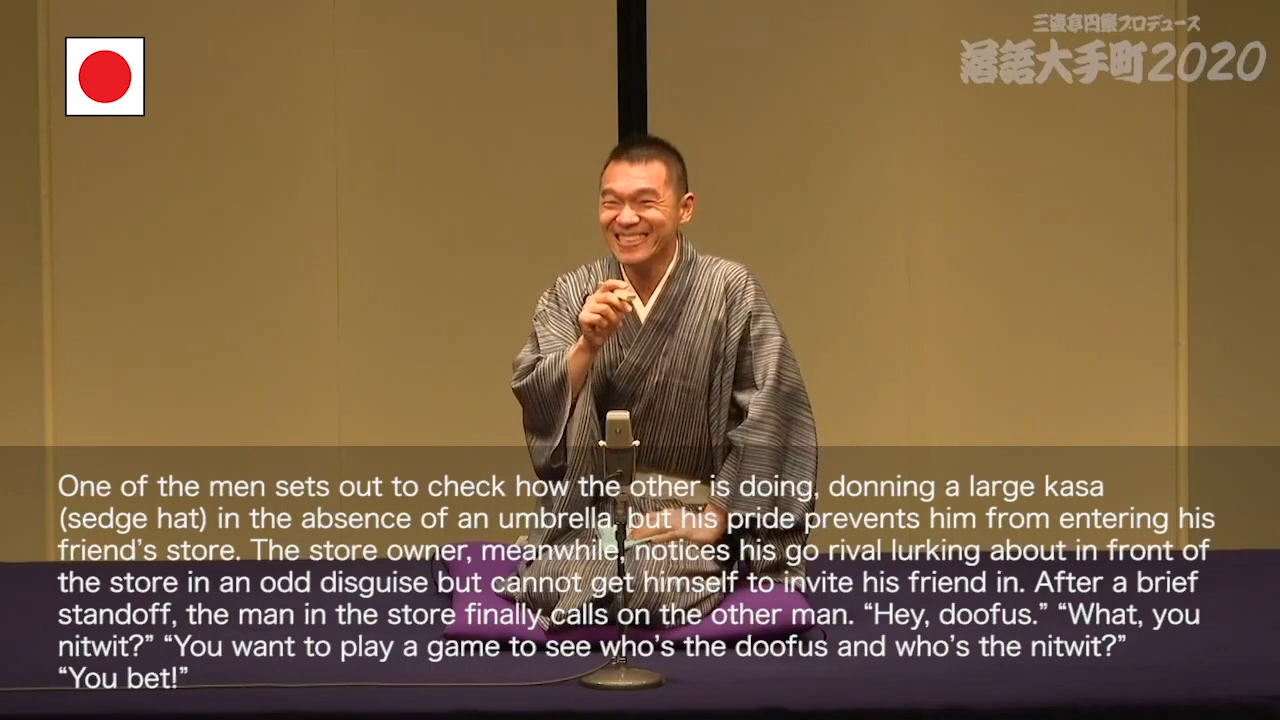 三遊亭円楽プロデュース
落語大手町2020
One of the men sets out to check how the other is doing, donning a large kasa
(sedge hat) in the absence of an umbrella, but his pride prevents him from entering his
friend’s store. The store owner, meanwhile, notices his go rival lurking about in front of
the store in an odd disguise but cannot get himself to invite his friend in. After a brief
standoff, the man in the store finally calls on the other man. “Hey, doofus.” “What, you
nitwit?” “You want to play a game to see who’s the doofus and who’s the nitwit?”
“You bet!”